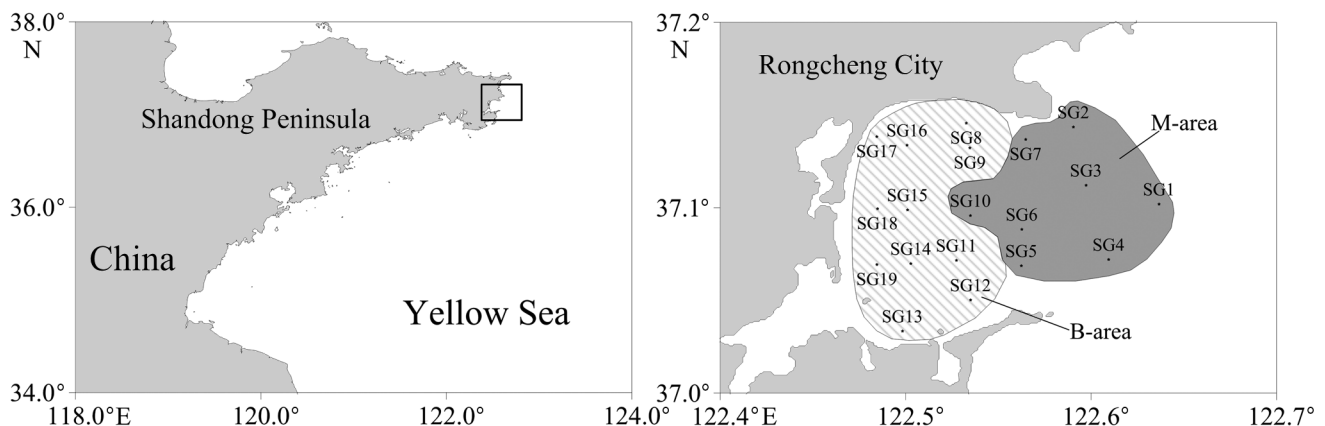 38.0°
N
36.0°
34.0°
118.0°E
120.0°
122.0°
124.0°
Shandong Peninsula
China
Yellow Sea
37.2°
N
37.1°
37.0°
122.4°E
122.5°
122.6°
122.7°
Rongcheng City
M-area
B-area
SG2
SG16
SG8
SG17
SG9
SG7
SG3
SG15
SG10
SG1
SG18
SG6
SG14
SG11
SG5
SG4
SG19
SG12
SG13